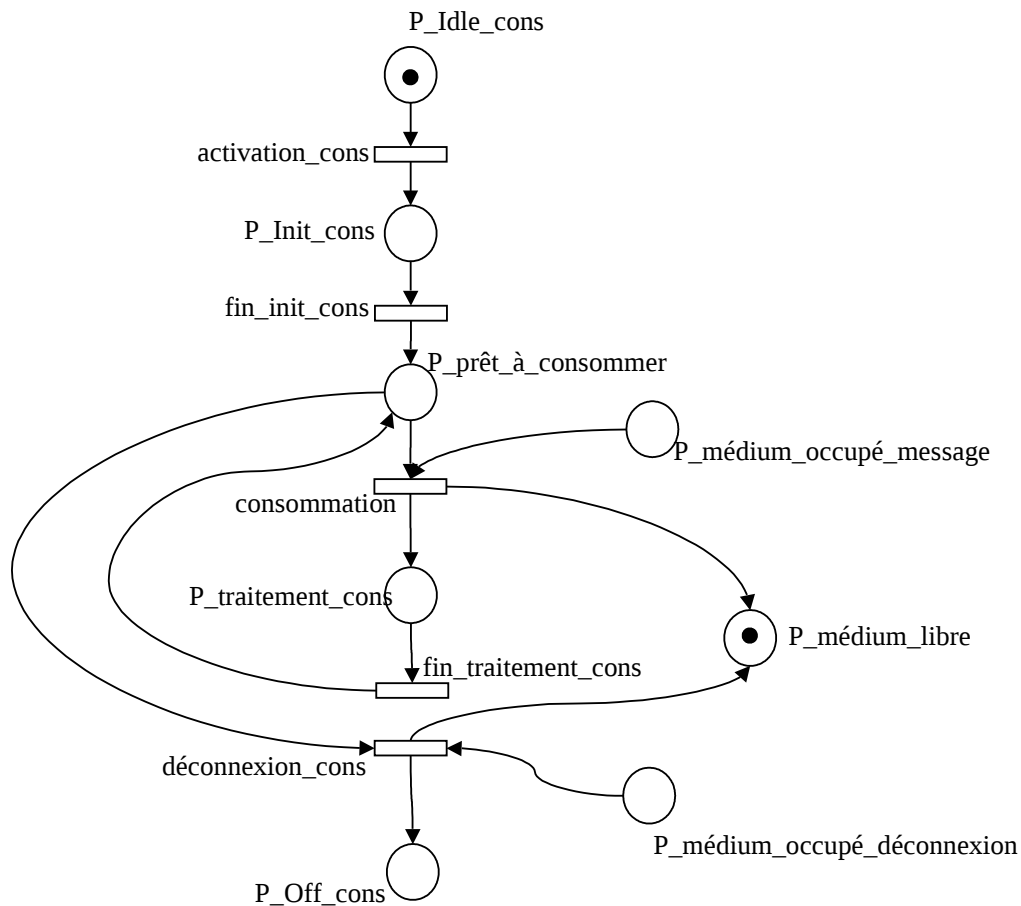 P_Idle_cons
activation_cons
P_Init_cons
fin_init_cons
P_prêt_à_consommer
P_médium_occupé_message
consommation
P_traitement_cons
P_médium_libre
fin_traitement_cons
déconnexion_cons
P_médium_occupé_déconnexion
P_Off_cons